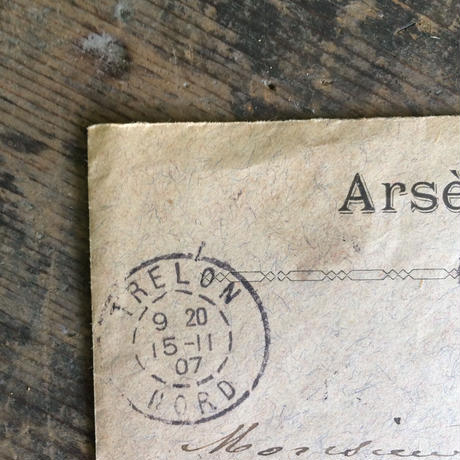 Arsè
TRELON
9 20
15-11
07
NORD
Monsieur